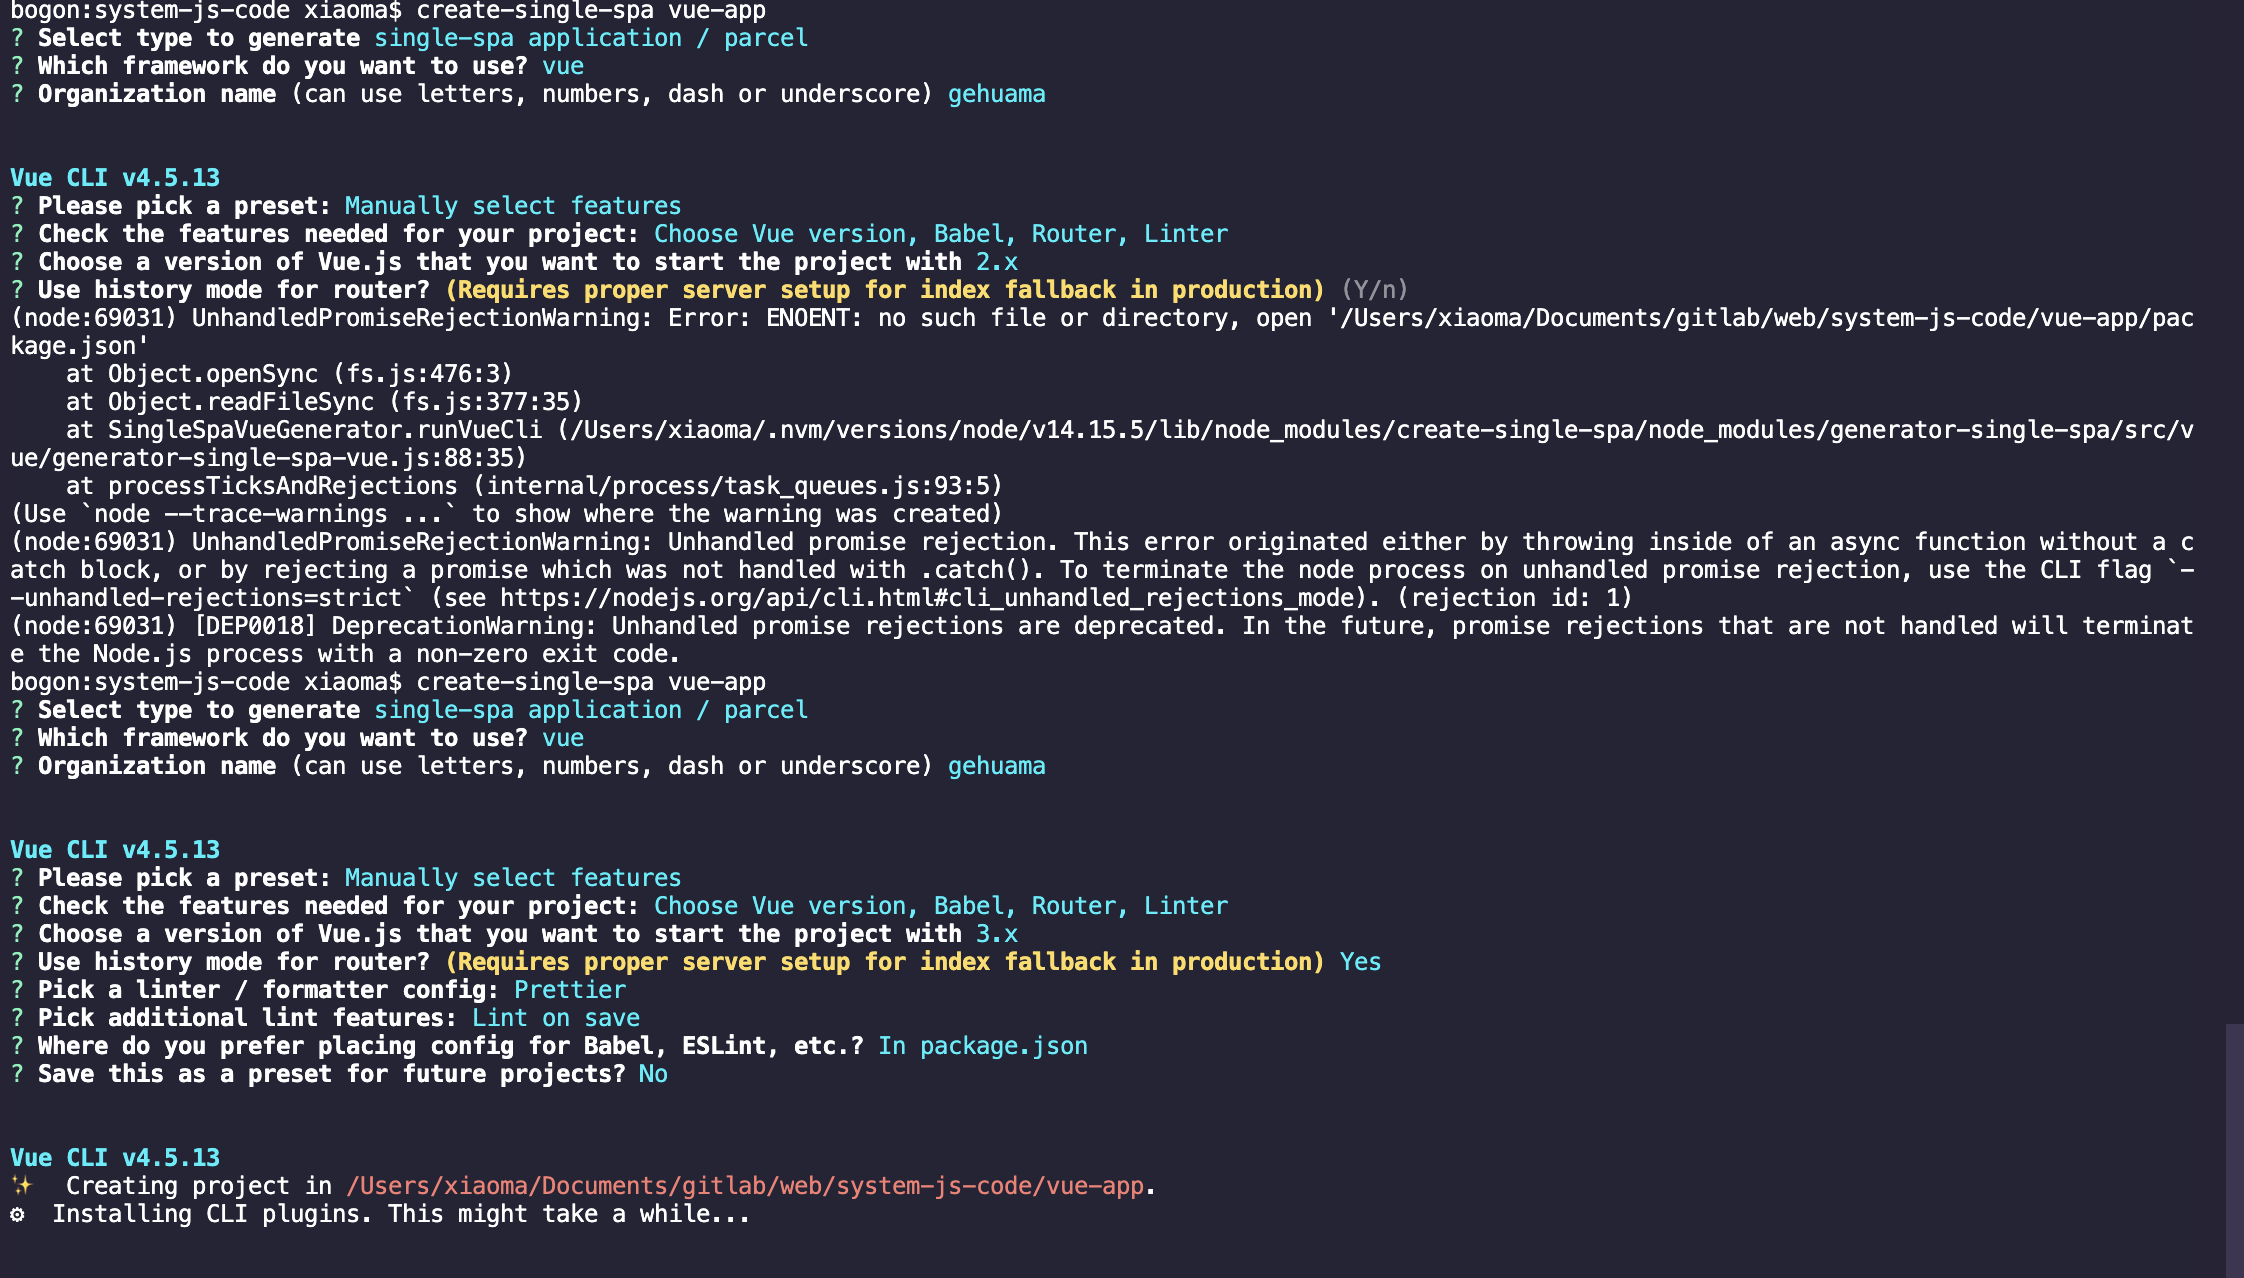 bogon:system-js-code xiaoma$ create-single-spa vue-app
? Select type to generate single-spa application / parcel
? Which framework do you want to use? vue
? Organization name (can use letters, numbers, dash or underscore) gehuama
Vue CLI v4.5.13
? Please pick a preset: Manually select features
? Check the features needed for your project: Choose Vue version, Babel, Router, Linter
? Choose a version of Vue.js that you want to start the project with 2.x
? Use history mode for router? (Requires proper server setup for index fallback in production) (Y/n)
(node:69031) UnhandledPromiseRejectionWarning: Error: ENOENT: no such file or directory, open '/Users/xiaoma/Documents/gitlab/web/system-js-code/vue-app/pac
kage.json'
    at Object.openSync (fs.js:476:3)
    at Object.readFileSync (fs.js:377:35)
    at SingleSpaVueGenerator.runVueCli (/Users/xiaoma/.nvm/versions/node/v14.15.5/lib/node_modules/create-single-spa/node_modules/generator-single-spa/src/v
ue/generator-single-spa-vue.js:88:35)
    at processTicksAndRejections (internal/process/task_queues.js:93:5)
(Use `node --trace-warnings ...` to show where the warning was created)
(node:69031) UnhandledPromiseRejectionWarning: Unhandled promise rejection. This error originated either by throwing inside of an async function without a c
atch block, or by rejecting a promise which was not handled with .catch(). To terminate the node process on unhandled promise rejection, use the CLI flag `-
-unhandled-rejections=strict` (see https://nodejs.org/api/cli.html#cli_unhandled_rejections_mode). (rejection id: 1)
(node:69031) [DEP0018] DeprecationWarning: Unhandled promise rejections are deprecated. In the future, promise rejections that are not handled will terminat
e the Node.js process with a non-zero exit code.
bogon:system-js-code xiaoma$ create-single-spa vue-app
? Select type to generate single-spa application / parcel
? Which framework do you want to use? vue
? Organization name (can use letters, numbers, dash or underscore) gehuama
Vue CLI v4.5.13
? Please pick a preset: Manually select features
? Check the features needed for your project: Choose Vue version, Babel, Router, Linter
? Choose a version of Vue.js that you want to start the project with 3.x
? Use history mode for router? (Requires proper server setup for index fallback in production) Yes
? Pick a linter / formatter config: Prettier
? Pick additional lint features: Lint on save
? Where do you prefer placing config for Babel, ESLint, etc.? In package.json
? Save this as a preset for future projects? No
Vue CLI v4.5.13
✨  Creating project in /Users/xiaoma/Documents/gitlab/web/system-js-code/vue-app.
⚙  Installing CLI plugins. This might take a while...